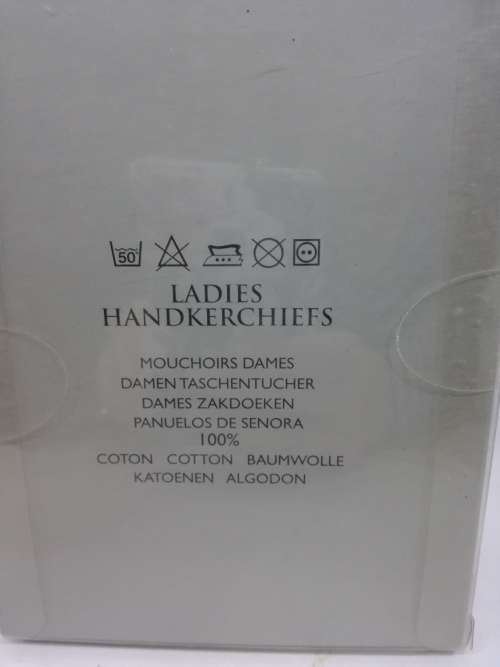 50°
LADIES
HANDKERCHIEFS
MOUCHOIRS DAMES
DAMEN TASCHENTUCHER
DAMES ZAKDOEKEN
PANUELOS DE SENORA
100%
COTON COTTON BAUMWOLLE
KATOENEN ALGODON